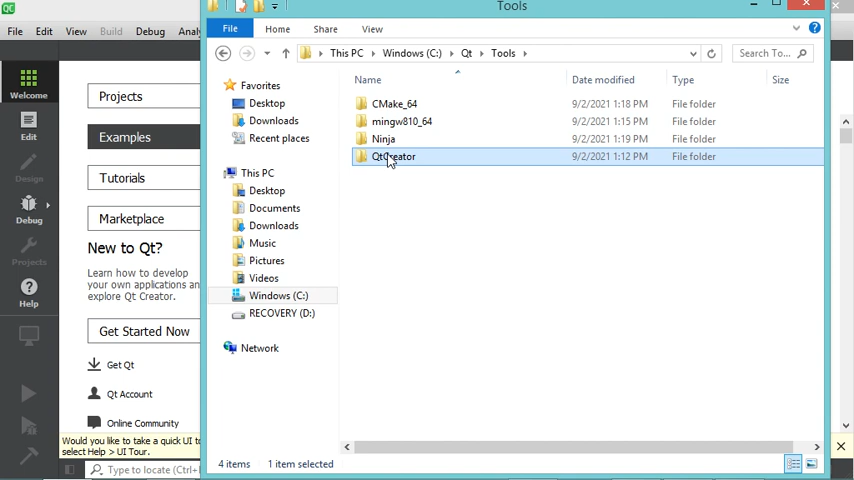 Tools
QC
File Edit View Build Debug
File Home Share View
This PC Windows (C:) Qt Tools
Search To...
Welcome
Edit
Design
Debug
Projects
Help
Projects
Examples
Tutorials
Marketplace
New to Qt?
Learn how to develop
your own applications
explore Qt Creator.
Get Started Now
Get Qt
Qt Account
Online Community
Would you like to take a quick UI
select Help > UI Tour.
Type to locate (Ctrl+
Favorites
Desktop
Downloads
Recent places
This PC
Desktop
Documents
Downloads
Music
Pictures
Videos
Windows (C:)
RECOVERY (D:)
Network
Name Date modified Type Size
CMake_64 9/2/2021 1:18 PM File folder
mingw810_64 9/2/2021 1:15 PM File folder
Ninja 9/2/2021 1:19 PM File folder
QtCreator 9/2/2021 1:12 PM File folder
4 items 1 item selected